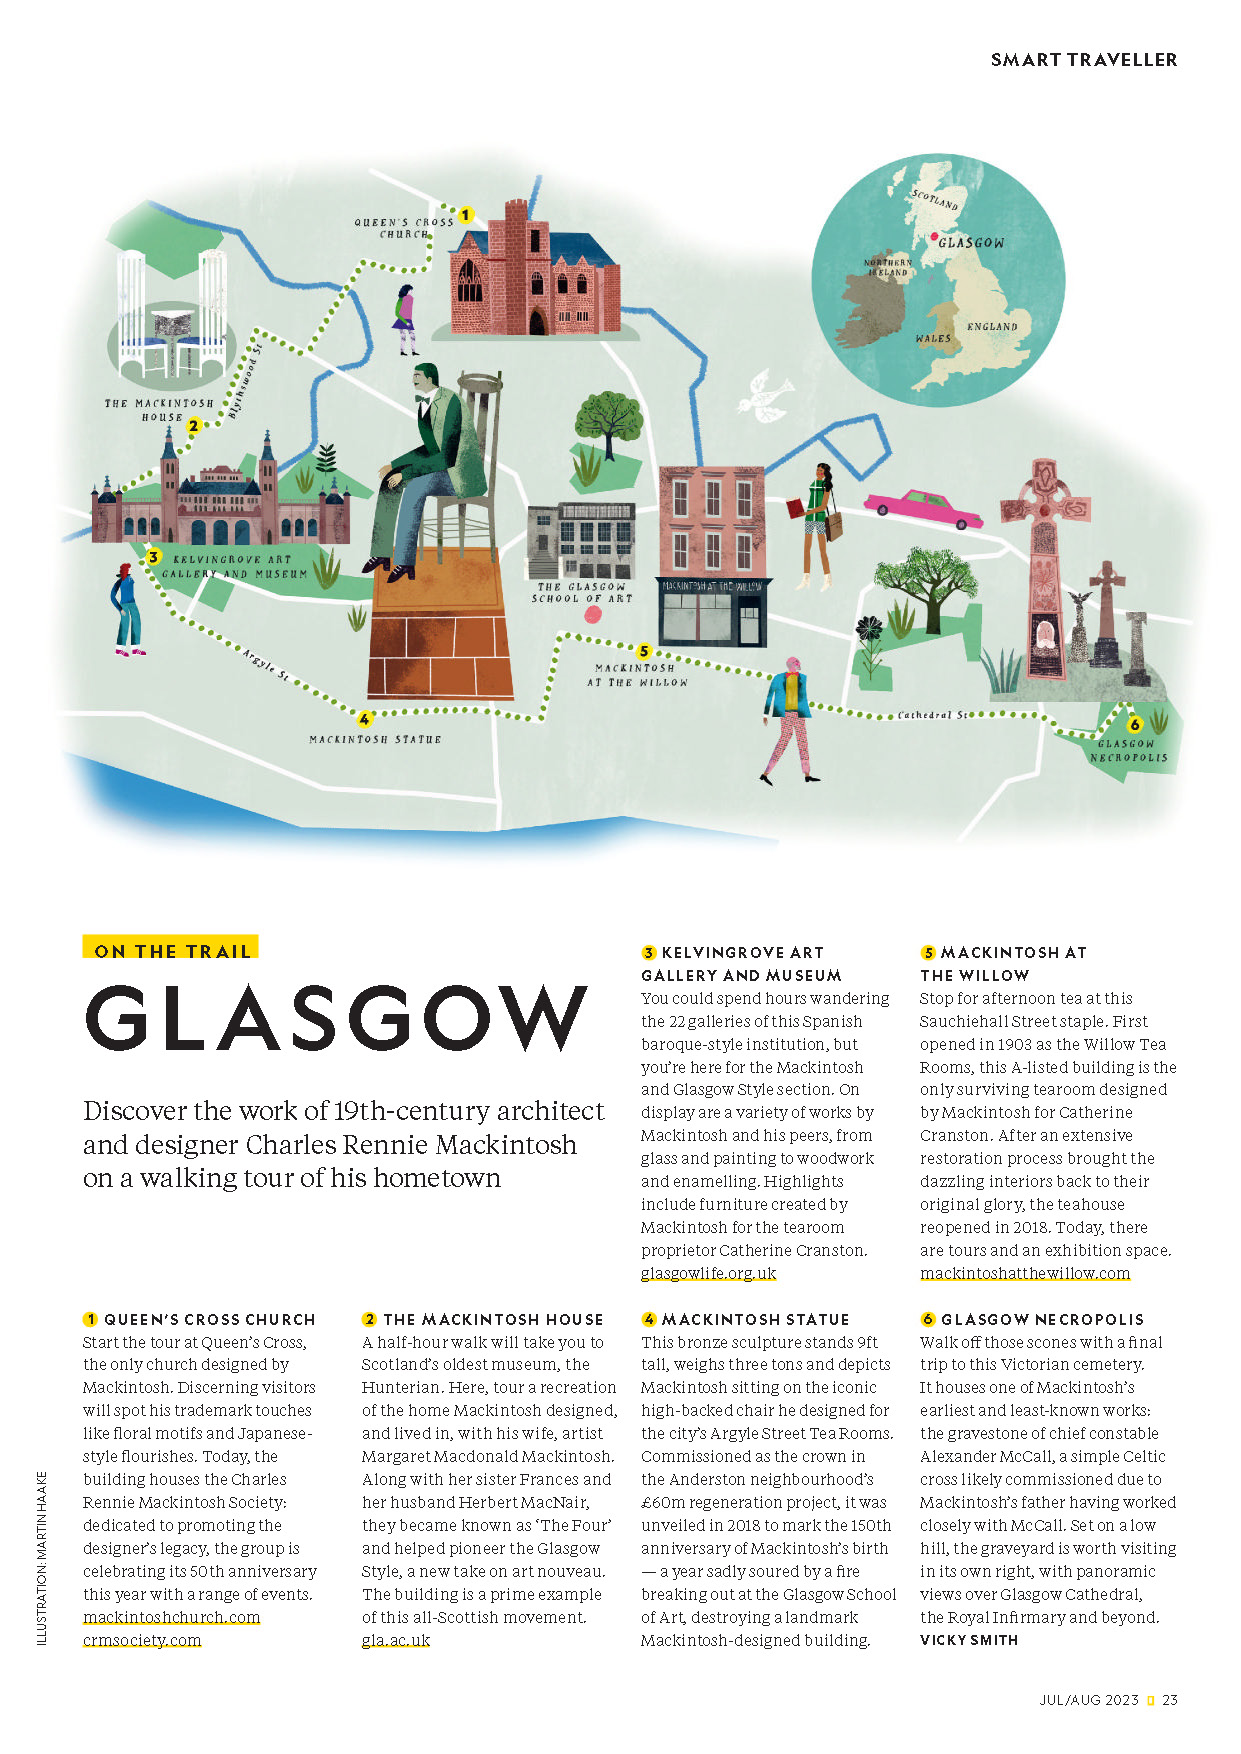 SMART TRAVELLER
QUEEN'S CROSS
CHURCH
1
SCOTLAND
GLASGOW
NORTHERN
IRELAND
WALES
ENGLAND
THE MACKINTOSH
HOUSE
2
Blythswood St
3
KELVINGROVE ART
GALLERY AND MUSEUM
THE GLASGOW
SCHOOL OF ART
MACKINTOSH AT THE WILLOW
Argyle St
4
MACKINTOSH STATUE
5
MACKINTOSH
AT THE WILLOW
Cathedral St
6
GLASGOW
NECROPOLIS
ON THE TRAIL
GLASGOW
Discover the work of 19th-century architect
and designer Charles Rennie Mackintosh
on a walking tour of his hometown
1 QUEEN'S CROSS CHURCH
Start the tour at Queen's Cross,
the only church designed by
Mackintosh. Discerning visitors
will spot his trademark touches
like floral motifs and Japanese-
style flourishes. Today, the
building houses the Charles
Rennie Mackintosh Society:
dedicated to promoting the
designer's legacy, the group is
celebrating its 50th anniversary
this year with a range of events.
mackintoshchurch.com
crmsociety.com
2 THE MACKINTOSH HOUSE
A half-hour walk will take you to
Scotland's oldest museum, the
Hunterian. Here, tour a recreation
of the home Mackintosh designed,
and lived in, with his wife, artist
Margaret Macdonald Mackintosh.
Along with her sister Frances and
her husband Herbert MacNair,
they became known as 'The Four'
and helped pioneer the Glasgow
Style, a new take on art nouveau.
The building is a prime example
of this all-Scottish movement.
gla.ac.uk
3 KELVINGROVE ART
GALLERY AND MUSEUM
You could spend hours wandering
the 22 galleries of this Spanish
baroque-style institution, but
you're here for the Mackintosh
and Glasgow Style section. On
display are a variety of works by
Mackintosh and his peers, from
glass and painting to woodwork
and enamelling. Highlights
include furniture created by
Mackintosh for the tearoom
proprietor Catherine Cranston.
glasgowlife.org.uk
4 MACKINTOSH STATUE
This bronze sculpture stands 9ft
tall, weighs three tons and depicts
Mackintosh sitting on the iconic
high-backed chair he designed for
the city's Argyle Street Tea Rooms.
Commissioned as the crown in
the Anderston neighbourhood's
£60m regeneration project, it was
unveiled in 2018 to mark the 150th
anniversary of Mackintosh's birth
— a year sadly soured by a fire
breaking out at the Glasgow School
of Art, destroying a landmark
Mackintosh-designed building.
5 MACKINTOSH AT
THE WILLOW
Stop for afternoon tea at this
Sauchiehall Street staple. First
opened in 1903 as the Willow Tea
Rooms, this A-listed building is the
only surviving tearoom designed
by Mackintosh for Catherine
Cranston. After an extensive
restoration process brought the
dazzling interiors back to their
original glory, the teahouse
reopened in 2018. Today, there
are tours and an exhibition space.
mackintoshatthewillow.com
6 GLASGOW NECROPOLIS
Walk off those scones with a final
trip to this Victorian cemetery.
It houses one of Mackintosh's
earliest and least-known works:
the gravestone of chief constable
Alexander McCall, a simple Celtic
cross likely commissioned due to
Mackintosh's father having worked
closely with McCall. Set on a low
hill, the graveyard is worth visiting
in its own right, with panoramic
views over Glasgow Cathedral,
the Royal Infirmary and beyond.
VICKY SMITH
ILLUSTRATION: MARTIN HAAKE
JUL/AUG 2023 23